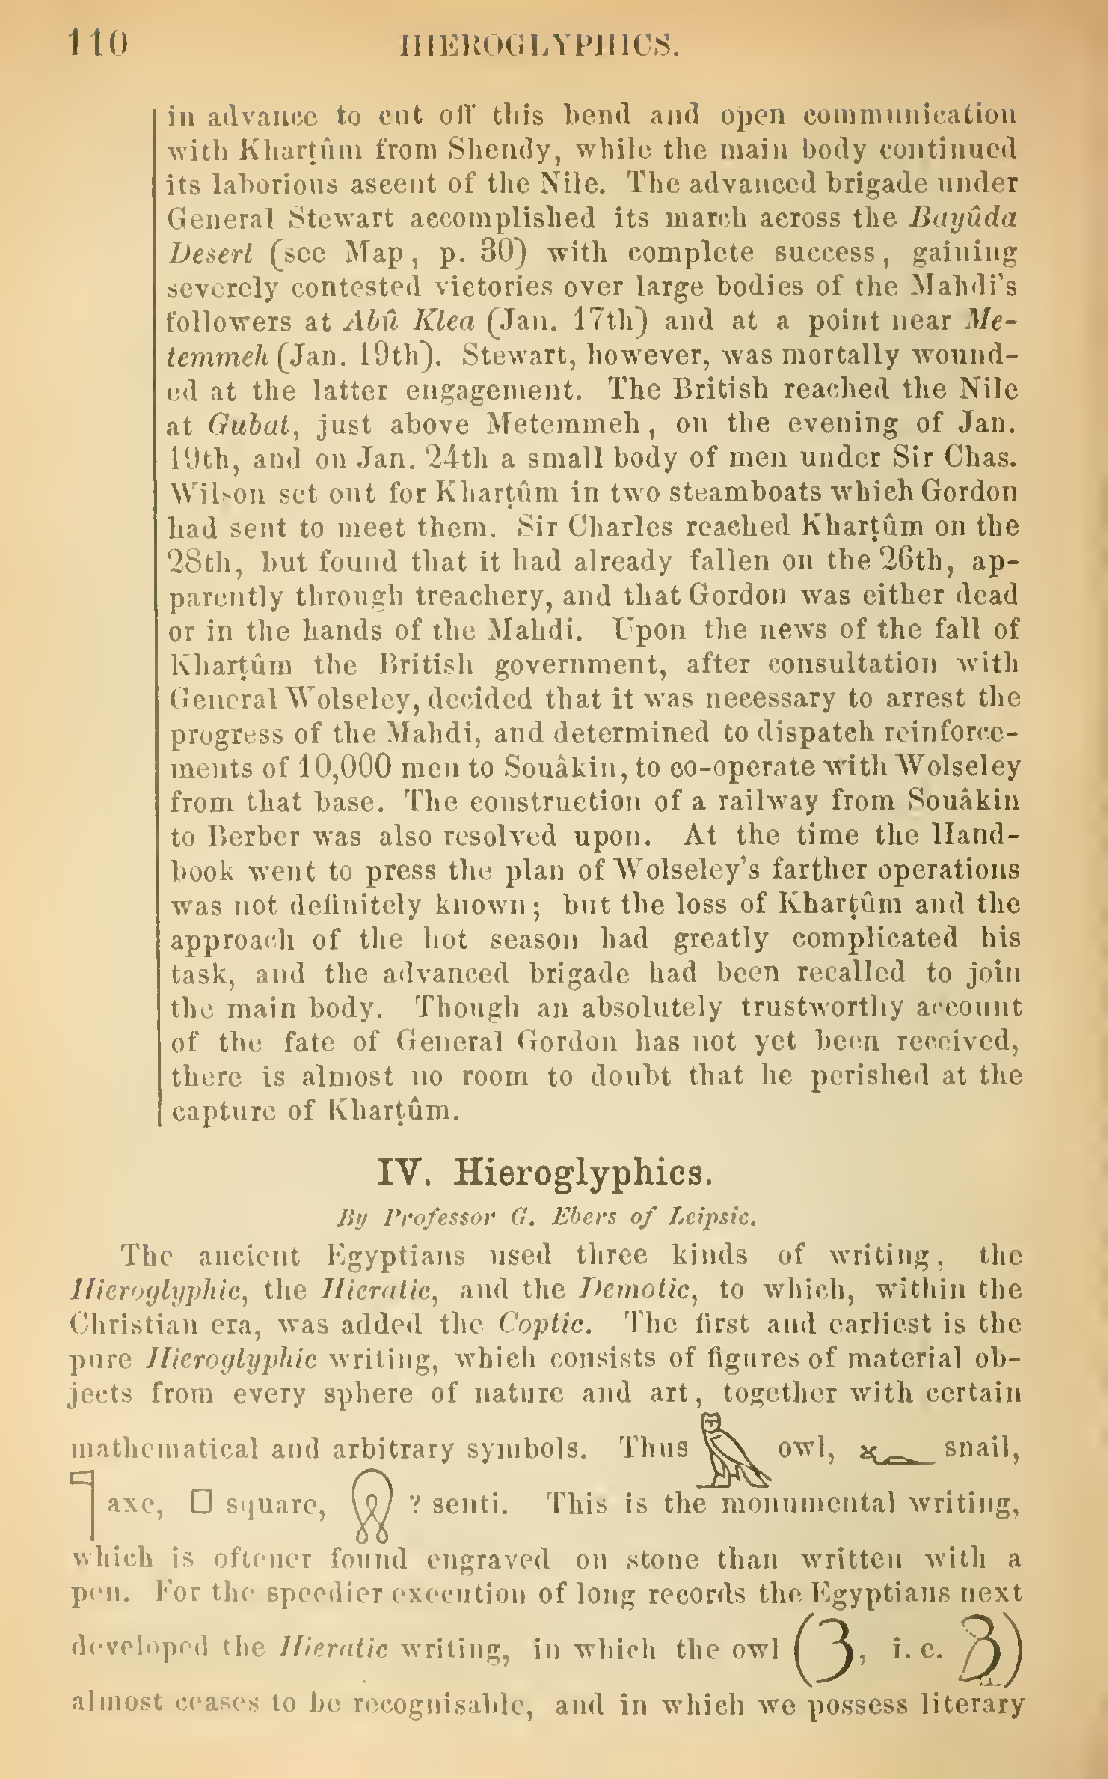 110 HIEROGLYPHICS.
in advance to cut off this bend and open communication
with Kharṭûm from Shendy, while the main body continued
its laborious ascent of the Nile. The advanced brigade under
General Stewart accomplished its march across the Bayûda
Desert (see Map, p. 30) with complete success, gaining
severely contested victories over large bodies of the Mahdi's
followers at Abû Klea (Jan. 17th) and at a point near Me-
temmeh (Jan. 19th). Stewart, however, was mortally wound-
ed at the latter engagement. The British reached the Nile
at Gubat, just above Metemmeh, on the evening of Jan.
19th, and on Jan. 24th a small body of men under Sir Chas.
Wilson set out for Kharṭûm in two steamboats which Gordon
had sent to meet them. Sir Charles reached Kharṭûm on the
28th, but found that it had already fallen on the 26th, ap-
parently through treachery, and that Gordon was either dead
or in the hands of the Mahdi. Upon the news of the fall of
Kharṭûm the British government, after consultation with
General Wolseley, decided that it was necessary to arrest the
progress of the Mahdi, and determined to dispatch reinforce-
ments of 10,000 men to Souâkin, to co-operate with Wolseley
from that base. The construction of a railway from Souâkin
to Berber was also resolved upon. At the time the Hand-
book went to press the plan of Wolseley's farther operations
was not definitely known; but the loss of Kharṭûm and the
approach of the hot season had greatly complicated his
task, and the advanced brigade had been recalled to join
the main body. Though an absolutely trustworthy account
of the fate of General Gordon has not yet been received,
there is almost no room to doubt that he perished at the
capture of Kharṭûm.
IV. Hieroglyphics.
By Professor G. Ebers of Leipsic.
The ancient Egyptians used three kinds of writing, the
Hieroglyphic, the Hieratic, and the Demotic, to which, within the
Christian era, was added the Coptic. The first and earliest is the
pure Hieroglyphic writing, which consists of figures of material ob-
jects from every sphere of nature and art, together with certain
mathematical and arbitrary symbols. Thus 𓅓 owl, 𓆑 snail,
𓊹 axe, 𓊪 square, 𓍶 ? senti. This is the monumental writing,
which is oftener found engraved on stone than written with a
pen. For the speedier execution of long records the Egyptians next
developed the Hieratic writing, in which the owl (3, i. e. 3)
almost ceases to be recognisable, and in which we possess literary